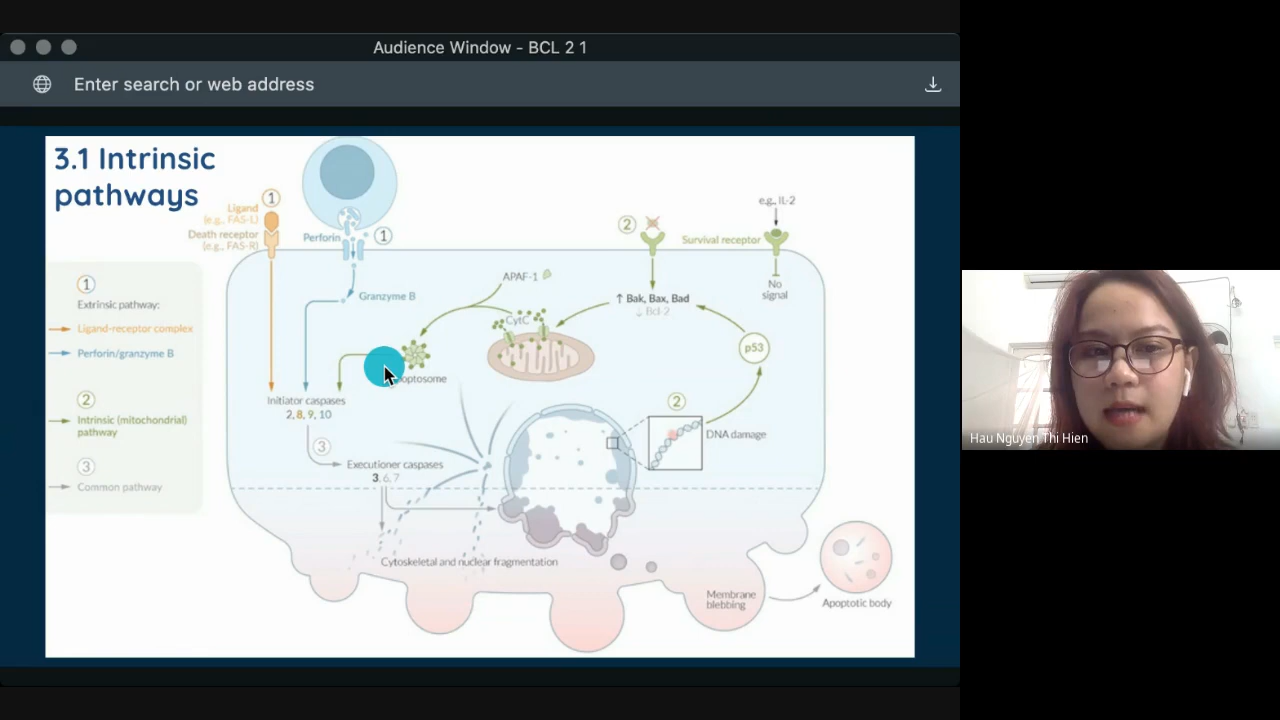 Audience Window - BCL 2 1
Enter search or web address
3.1 Intrinsic
pathways
1
Ligand
(e.g., FAS-L)
Death receptor
(e.g., FAS-R)
Perforin
1
2
e.g., IL-2
Survival receptor
No
signal
1
Extrinsic pathway:
Ligand-receptor complex
Perforin/granzyme B
2
Intrinsic (mitochondrial)
pathway
3
Common pathway
Granzyme B
APAF-1
CytC
↑ Bak, Bax, Bad
↓ Bcl-2
p53
Initiator caspases
2, 8, 9, 10
3
Executioner caspases
3, 6, 7
2
DNA damage
Cytoskeletal and nuclear fragmentation
Membrane
blebbing
Apoptotic body
Hau Nguyen Thi Hien